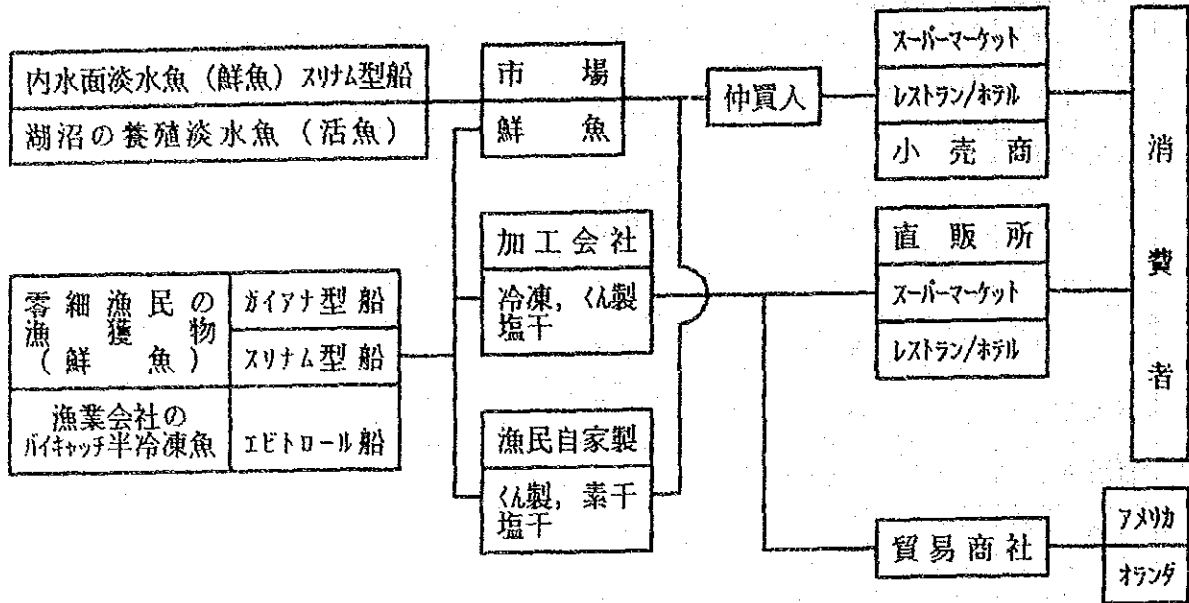 内水面淡水魚（鮮魚）スリナム型船
湖沼の養殖淡水魚（活魚）
零細漁民の
漁獲物
（鮮魚）
ガイアナ型船
スリナム型船
漁業会社の
バイキャッチ半冷凍魚
エビトロール船
市場
鮮魚
加工会社
冷凍，くん製
塩干
漁民自家製
くん製，素干
塩干
仲買人
スーパーマーケット
レストラン/ホテル
小売商
直販所
スーパーマーケット
レストラン/ホテル
貿易商社
消費者
アメリカ
オランダ